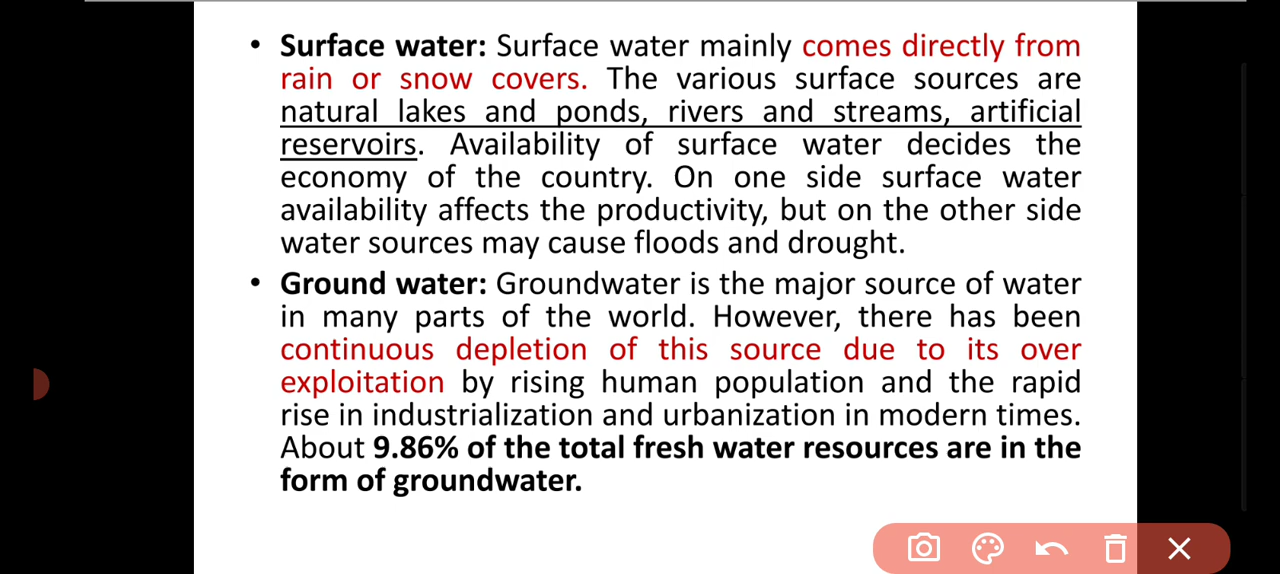 • Surface water: Surface water mainly comes directly from
rain or snow covers. The various surface sources are
natural lakes and ponds, rivers and streams, artificial
reservoirs. Availability of surface water decides the
economy of the country. On one side surface water
availability affects the productivity, but on the other side
water sources may cause floods and drought.
• Ground water: Groundwater is the major source of water
in many parts of the world. However, there has been
continuous depletion of this source due to its over
exploitation by rising human population and the rapid
rise in industrialization and urbanization in modern times.
About 9.86% of the total fresh water resources are in the
form of groundwater.